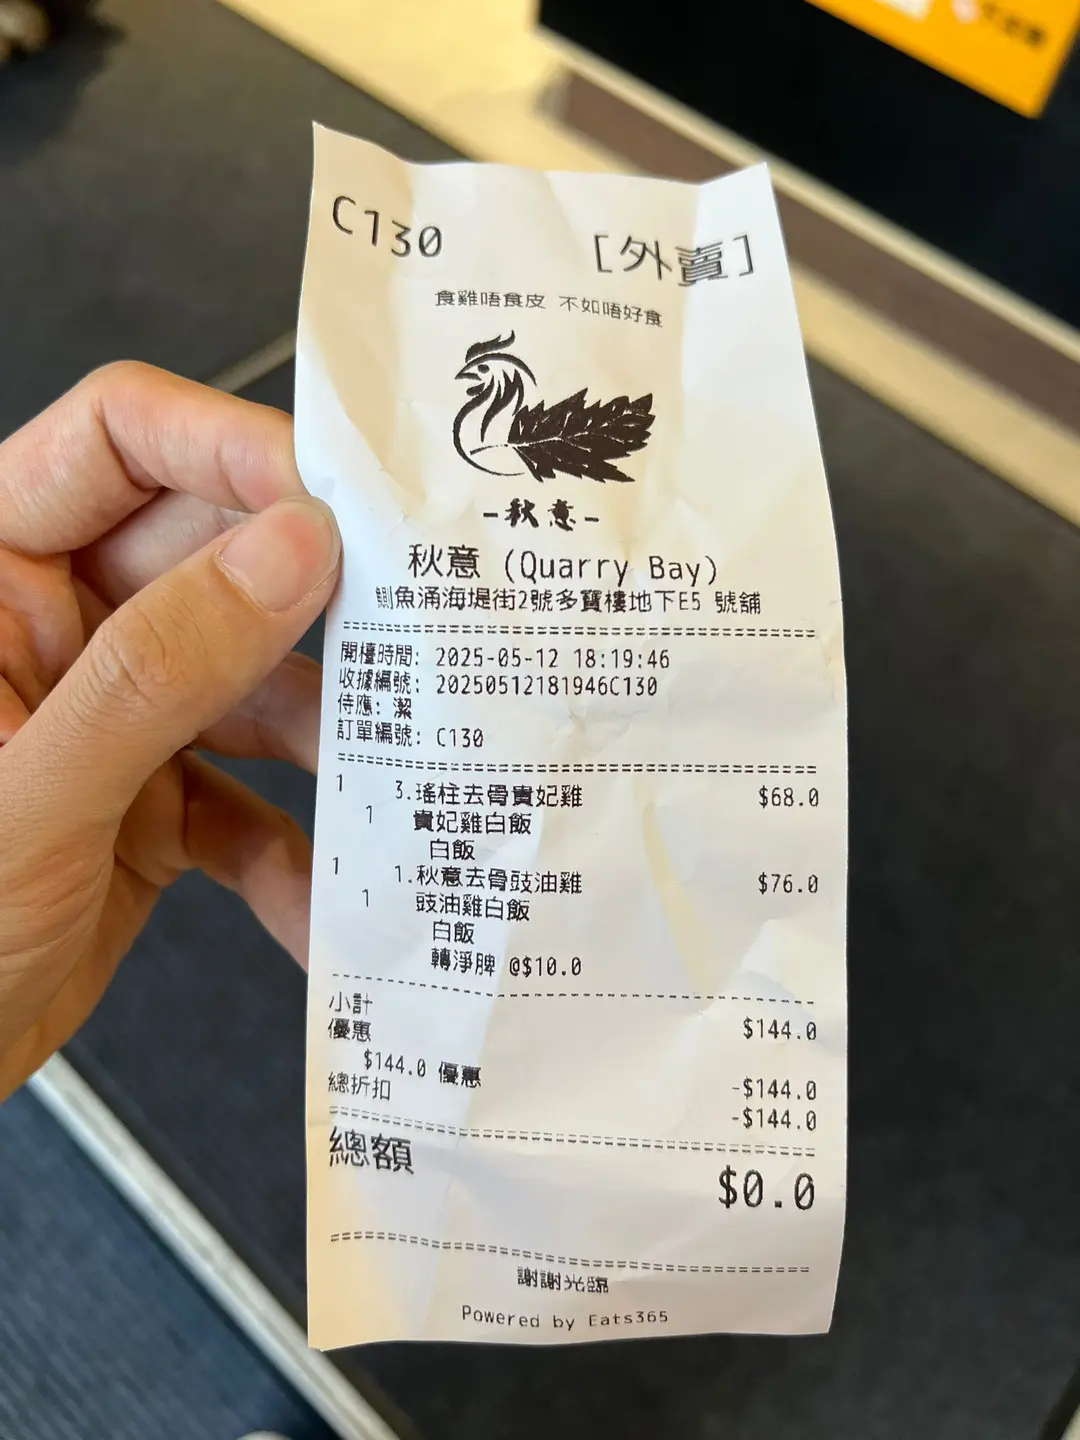 C130
[外賣]
食雞唔食皮 不如唔好食
-秋意-
秋意 (Quarry Bay)
鰂魚涌海堤街2號多寶樓地下E5 號舖
開檯時間: 2025-05-12 18:19:46
收據編號: 20250512181946C130
侍應: 潔
訂單編號: C130
1 3.瑤柱去骨貴妃雞 $68.0
1 貴妃雞白飯
白飯
1 1.秋意去骨豉油雞 $76.0
1 豉油雞白飯
白飯
轉淨髀 @$10.0
小計 $144.0
優惠
$144.0 優惠 -$144.0
總折扣 -$144.0
總額 $0.0
謝謝光臨
Powered by Eats365